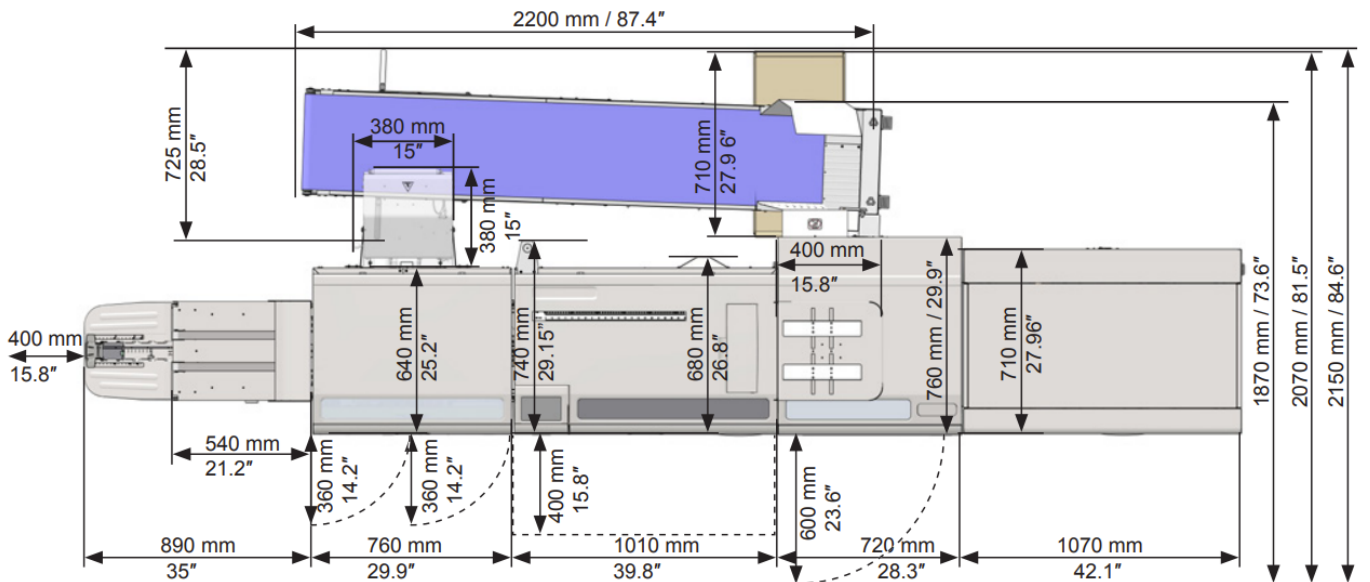 2200 mm / 87.4″
725 mm
28.5″
380 mm
15″
380 mm
15″
710 mm
27.9 6″
400 mm
15.8″
400 mm
15.8″
640 mm
25.2″
740 mm
29.15″
680 mm
26.8″
760 mm / 29.9″
710 mm
27.96″
1870 mm / 73.6″
2070 mm / 81.5″
2150 mm / 84.6″
540 mm
21.2″
360 mm
14.2″
360 mm
14.2″
400 mm
15.8″
600 mm
23.6″
890 mm
35″
760 mm
29.9″
1010 mm
39.8″
720 mm
28.3″
1070 mm
42.1″